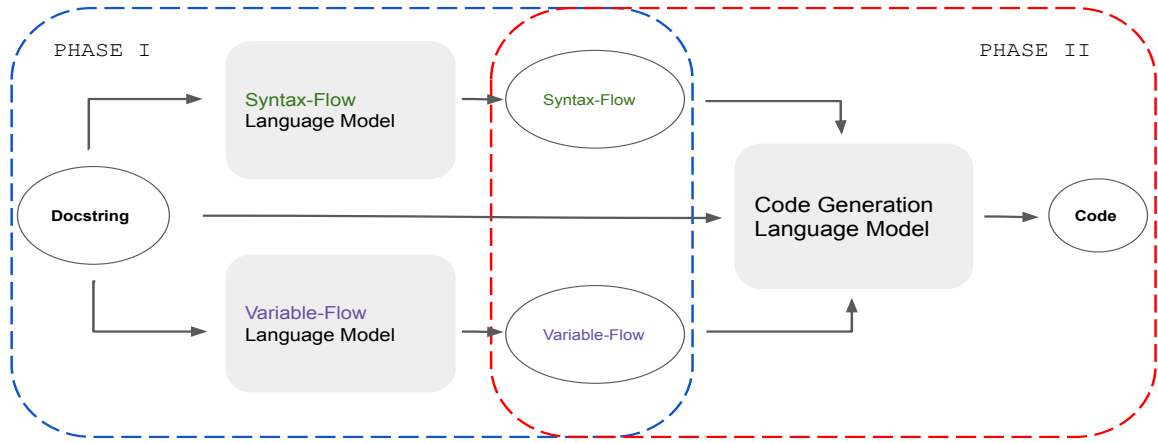 PHASE I
PHASE II
Syntax-Flow
Language Model
Syntax-Flow
Docstring
Code Generation
Language Model
Code
Variable-Flow
Language Model
Variable-Flow